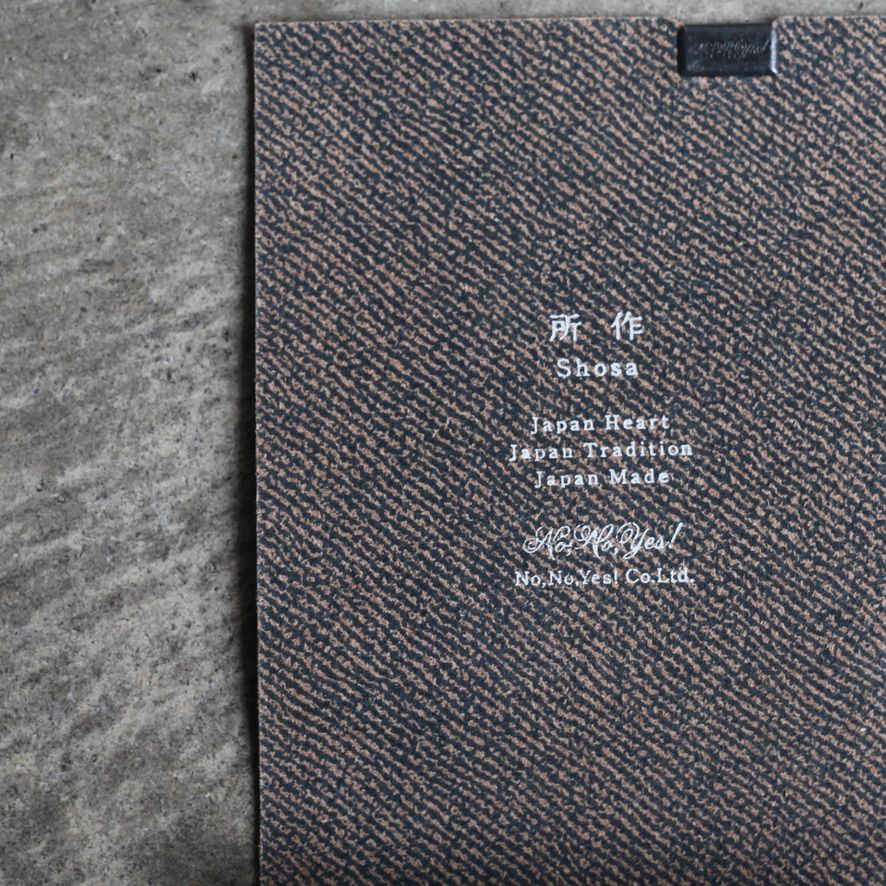 所作
Shosa
Japan Heart
Japan Tradition
Japan Made
No,No,Yes!
No,No,Yes! Co.Ltd.